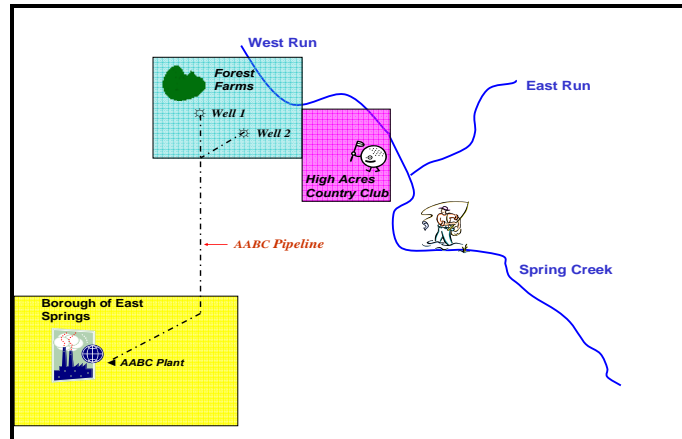 West Run
Forest
Farms
East Run
Well 1
Well 2
High Acres
Country Club
AABC Pipeline
Spring Creek
Borough of East
Springs
AABC Plant